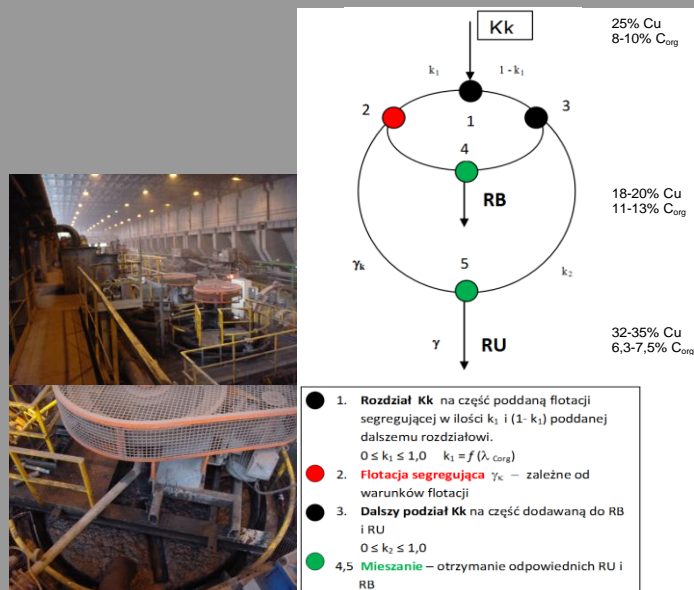 Kk
25% Cu
8-10% Corg
k1
1 - k1
2
3
1
4
RB
18-20% Cu
11-13% Corg
γk
k2
5
γ
RU
32-35% Cu
6,3-7,5% Corg
1. Rozdział Kk na część poddaną flotacji
segregującej w ilości k1 i (1- k1) poddanej
dalszemu rozdziałowi.
0 ≤ k1 ≤ 1,0 k1 = f (λ Corg)
2. Flotacja segregująca γκ – zależne od
warunków flotacji
3. Dalszy podział Kk na część dodawaną do RB
i RU
0 ≤ k2 ≤ 1,0
4,5 Mieszanie – otrzymanie odpowiednich RU i
RB